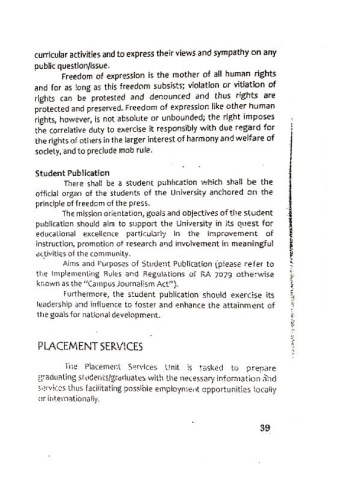 curricular activities and to express their views and sympathy on any
public question/issue.
Freedom of expression is the mother of all human rights
and for as long as this freedom subsists; violation or vitiation of
rights can be protested and denounced and thus rights are
protected and preserved. Freedom of expression like other human
rights, however, is not absolute or unbounded; the right imposes
the correlative duty to exercise it responsibly with due regard for
the rights of others in the larger interest of harmony and welfare of
society, and to preclude mob rule.
Student Publication
There shall be a student publication which shall be the
official organ of the students of the University anchored on the
principle of freedom of the press.
The mission orientation, goals and objectives of the student
publication should aim to support the University in its quest for
educational excellence particularly in the improvement of
instruction, promotion of research and involvement in meaningful
activities of the community.
Aims and Purposes of Student Publication (please refer to
the Implementing Rules and Regulations of RA 7079 otherwise
known as the "Campus Journalism Act").
Furthermore, the student publication should exercise its
leadership and influence to foster and enhance the attainment of
the goals for national development.
PLACEMENT SERVICES
The Placement Services Unit is tasked to prepare
graduating students/graduates with the necessary information and
services thus facilitating possible employment opportunities locally
or internationally.
39